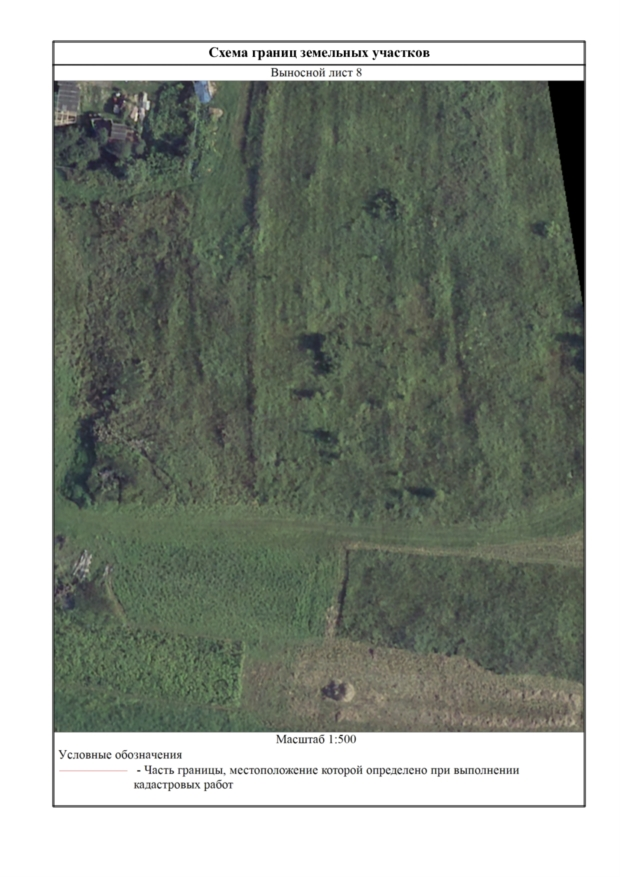 Схема границ земельных участков
Выносной лист 8
Масштаб 1:500
Условные обозначения
- Часть границы, местоположение которой определено при выполнении
кадастровых работ